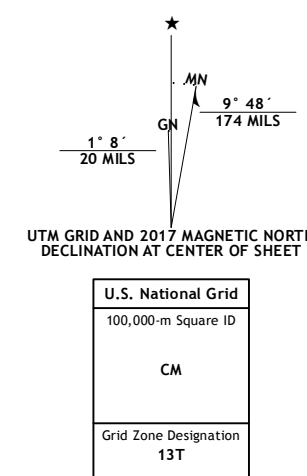 ★
MN
GN
9° 48´
174 MILS
1° 8´
20 MILS
UTM GRID AND 2017 MAGNETIC NORTH
DECLINATION AT CENTER OF SHEET
U.S. National Grid
100,000-m Square ID
CM
Grid Zone Designation
13T